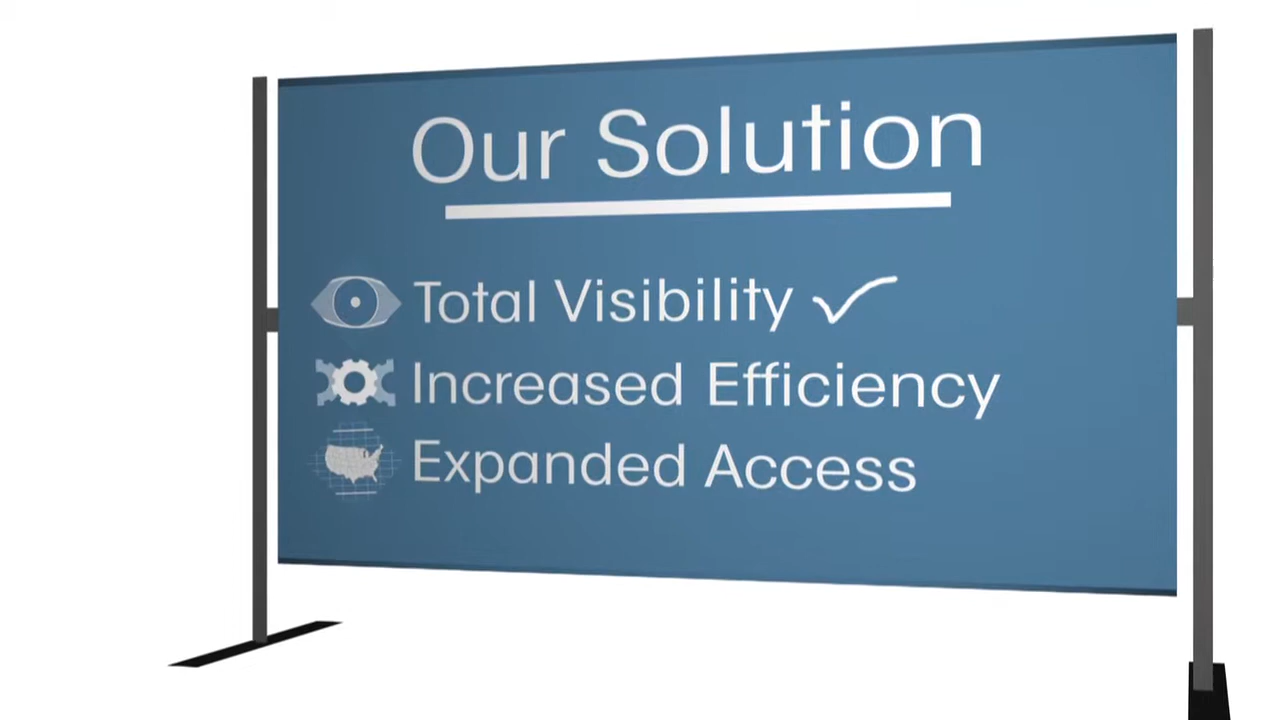 Our Solution
Total Visibility
Increased Efficiency
Expanded Access